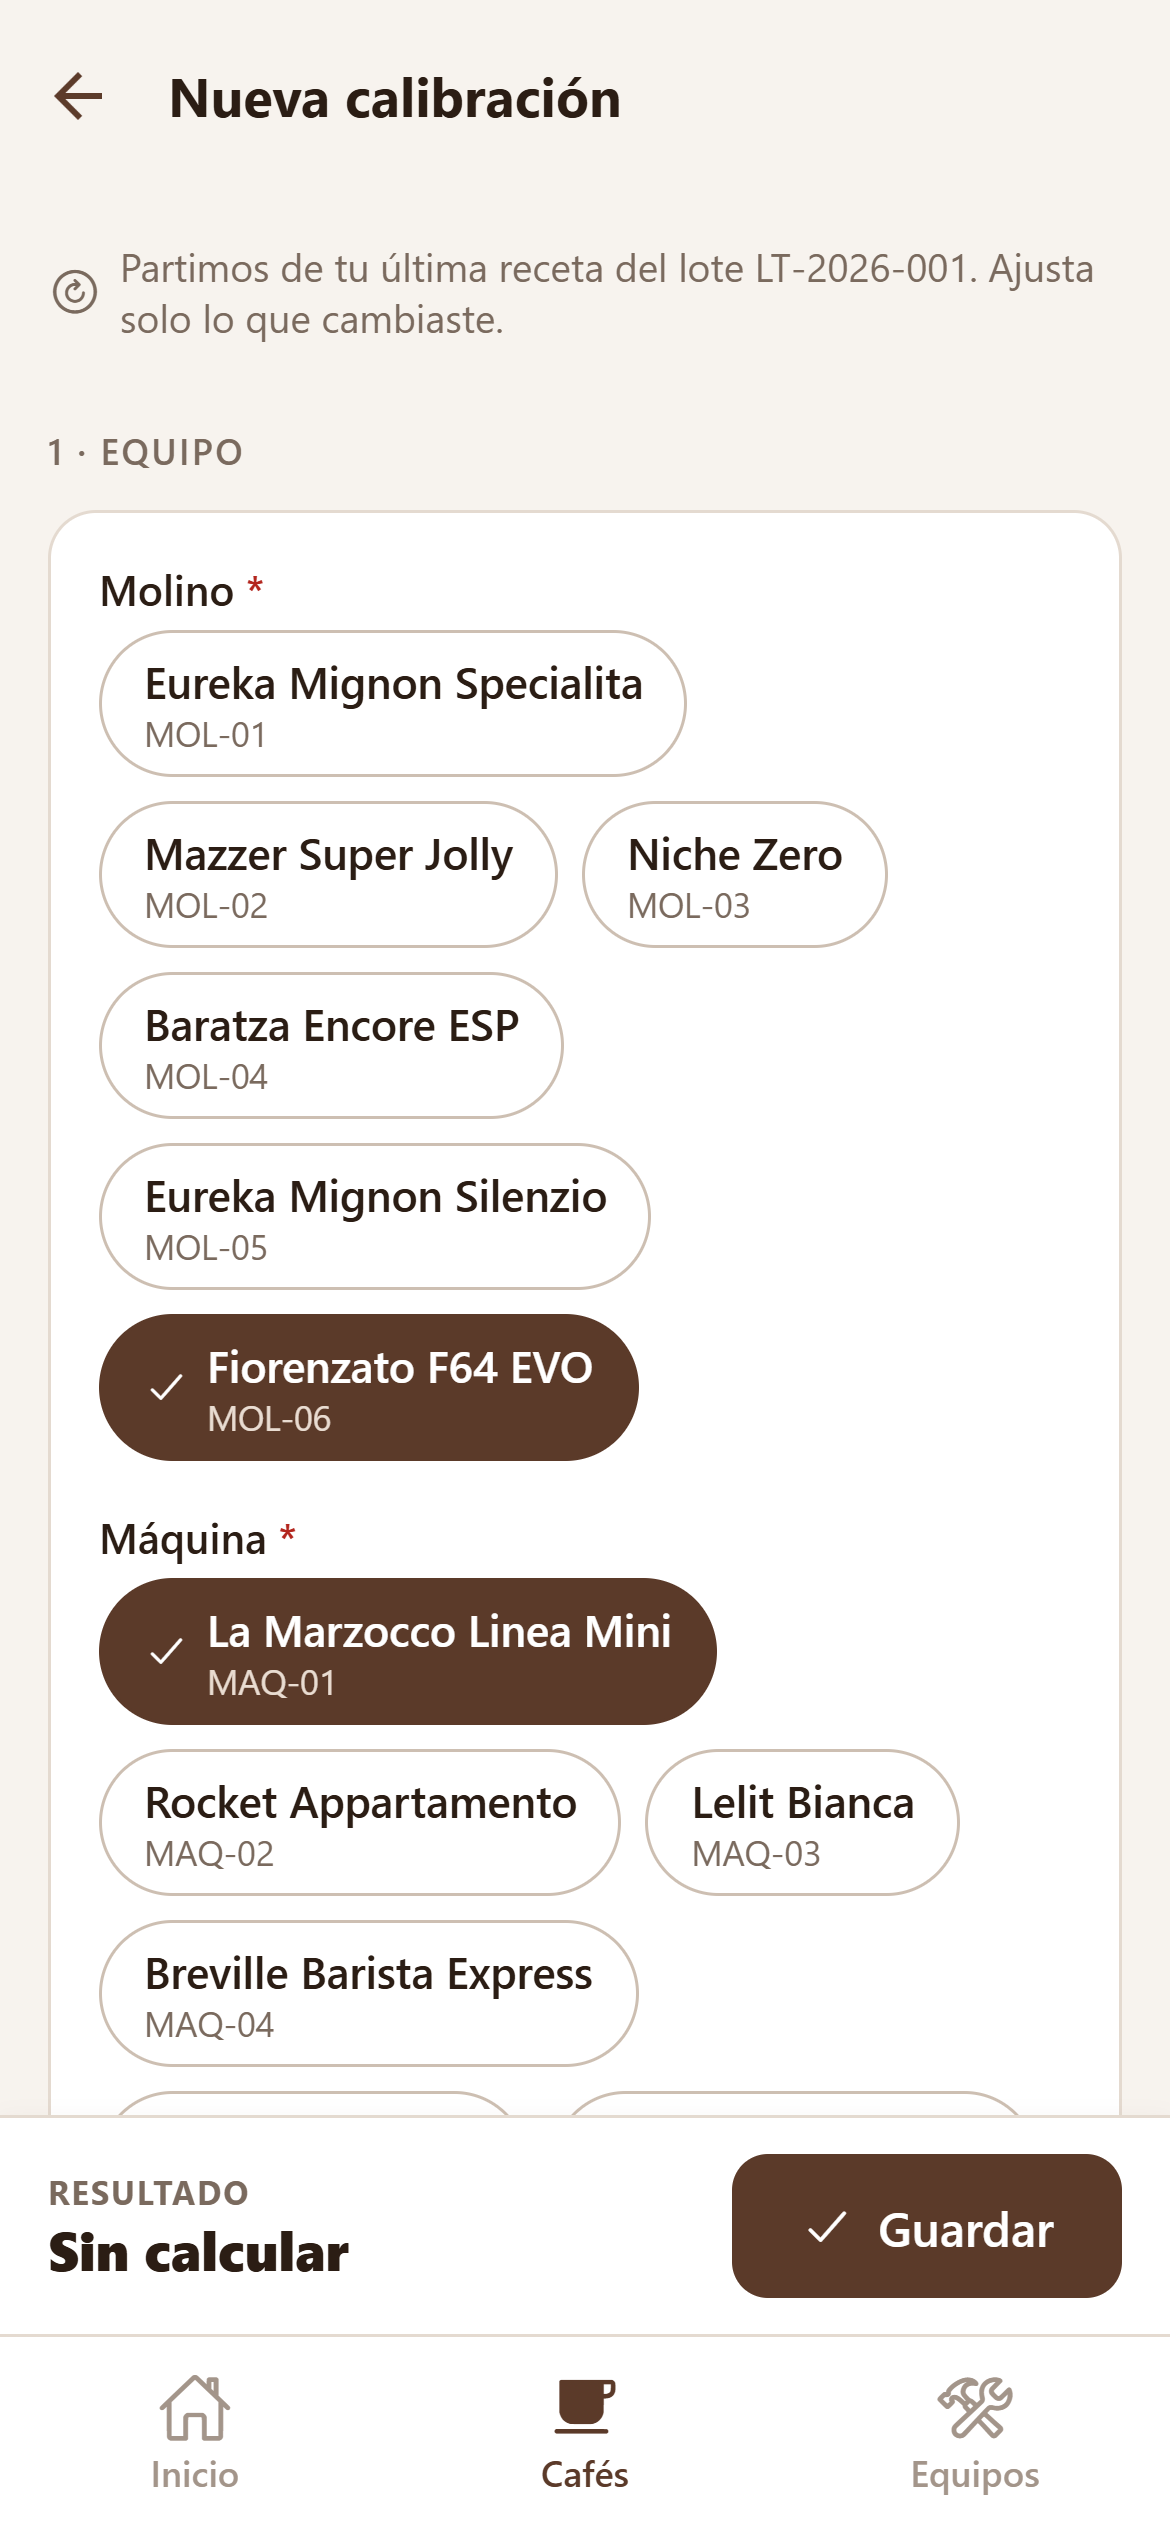 Nueva calibración
Partimos de tu última receta del lote LT-2026-001. Ajusta
solo lo que cambiaste.
1 · EQUIPO
Molino *
Eureka Mignon Specialita
MOL-01
Mazzer Super Jolly
MOL-02
Niche Zero
MOL-03
Baratza Encore ESP
MOL-04
Eureka Mignon Silenzio
MOL-05
Fiorenzato F64 EVO
MOL-06
Máquina *
La Marzocco Linea Mini
MAQ-01
Rocket Appartamento
MAQ-02
Lelit Bianca
MAQ-03
Breville Barista Express
MAQ-04
RESULTADO
Sin calcular
Guardar
Inicio
Cafés
Equipos